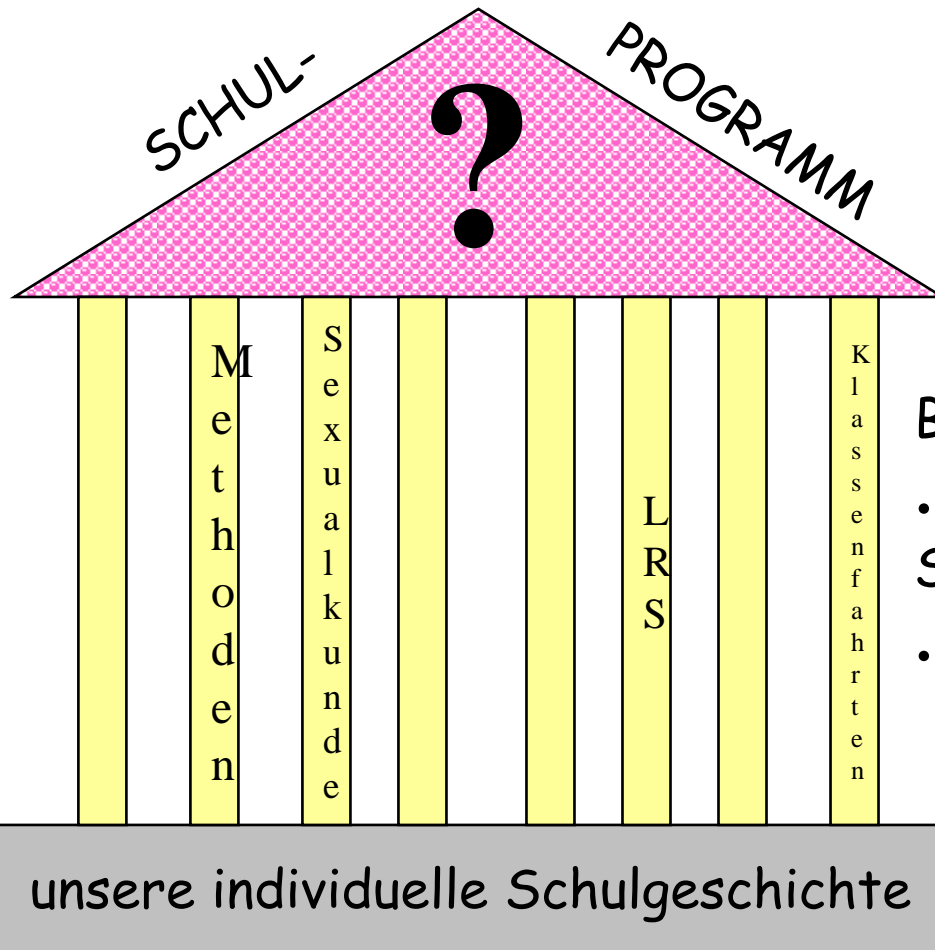 SCHUL-
PROGRAMM
?
Methoden
Sexualkunde
LRS
Klassenfahrten
unsere individuelle Schulgeschichte